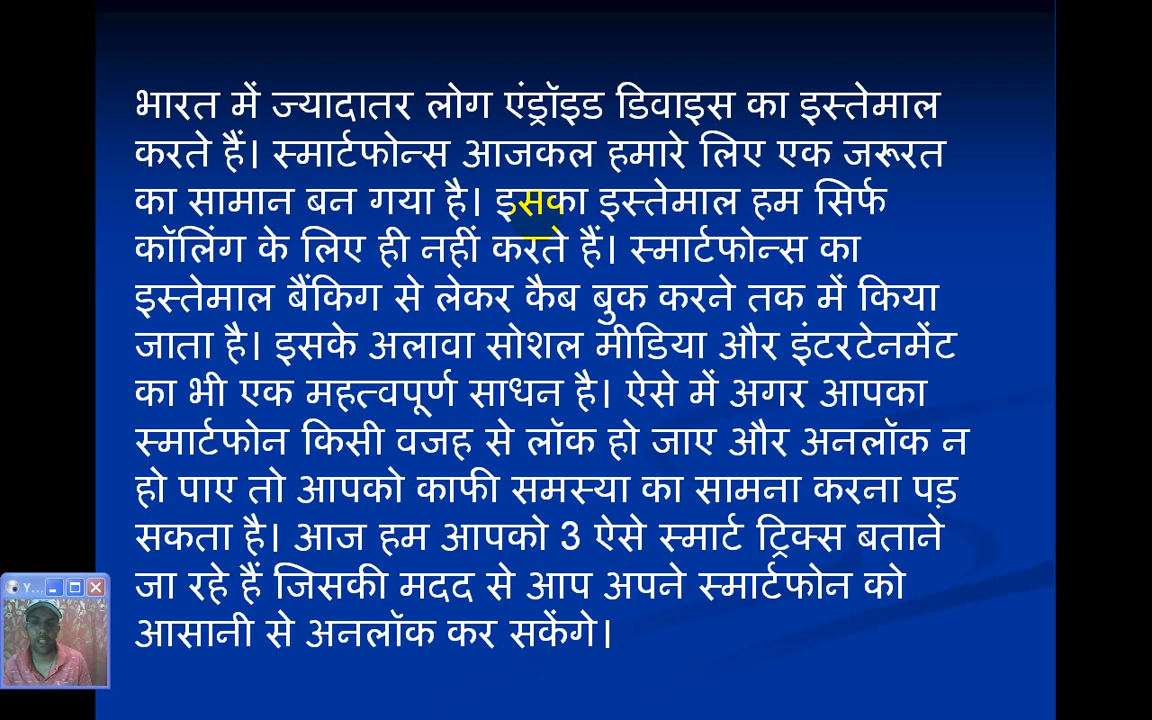 भारत में ज्यादातर लोग एंड्रॉइड डिवाइस का इस्तेमाल
करते हैं। स्मार्टफोन्स आजकल हमारे लिए एक जरूरत
का सामान बन गया है। इसका इस्तेमाल हम सिर्फ
कॉलिंग के लिए ही नहीं करते हैं। स्मार्टफोन्स का
इस्तेमाल बैंकिग से लेकर कैब बुक करने तक में किया
जाता है। इसके अलावा सोशल मीडिया और इंटरटेनमेंट
का भी एक महत्वपूर्ण साधन है। ऐसे में अगर आपका
स्मार्टफोन किसी वजह से लॉक हो जाए और अनलॉक न
हो पाए तो आपको काफी समस्या का सामना करना पड़
सकता है। आज हम आपको 3 ऐसे स्मार्ट ट्रिक्स बताने
जा रहे हैं जिसकी मदद से आप अपने स्मार्टफोन को
आसानी से अनलॉक कर सकेंगे।
Y...